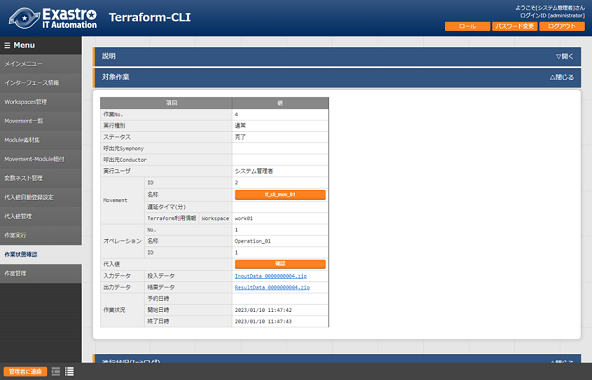 Exastro
IT Automation
Terraform-CLI
ようこそ[システム管理者]さん
ログインID [administrator]
ロール
パスワード変更
ログアウト
Menu
メインメニュー
インターフェース情報
Workspaces管理
Movement一覧
Module素材集
Movement-Module紐付
変数ネスト管理
代入値自動登録設定
代入値管理
作業実行
作業状態確認
作業管理
説明
▽開く
対象作業
△閉じる
項目 値
作業No. 4
実行種別 通常
ステータス 完了
呼出元Symphony
呼出元Conductor
実行ユーザ システム管理者
Movement
ID 2
名称
遅延タイマ(分)
Terraform利用情報 Workspace work01
オペレーション
No. 1
名称 Operation_01
ID 1
代入値 確認
入力データ 投入データ InputData_0000000004.zip
出力データ 結果データ ResultData_0000000004.zip
作業状況
予約日時
開始日時 2023/01/10 11:47:42
終了日時 2023/01/10 11:47:43
△閉じる
管理者に連絡